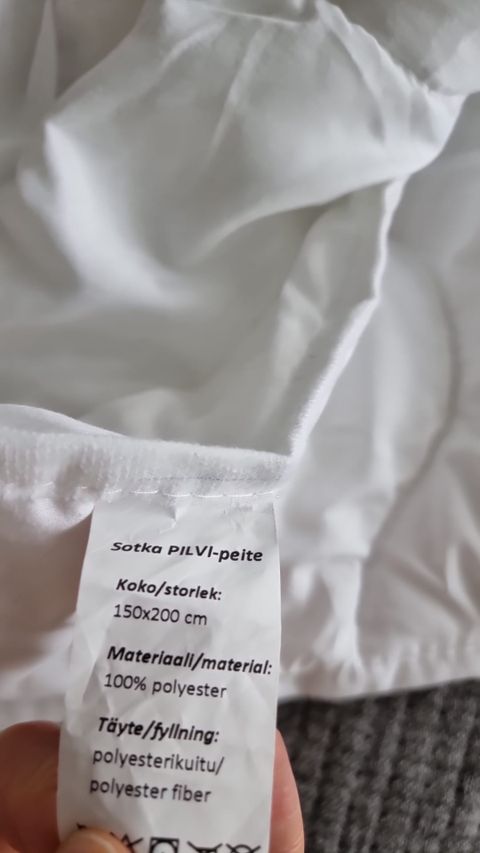 Sotka PILVI-peite
Koko/storlek:
150x200 cm
Materiaali/material:
100% polyester
Täyte/fyllning:
polyesterikuitu/
polyester fiber